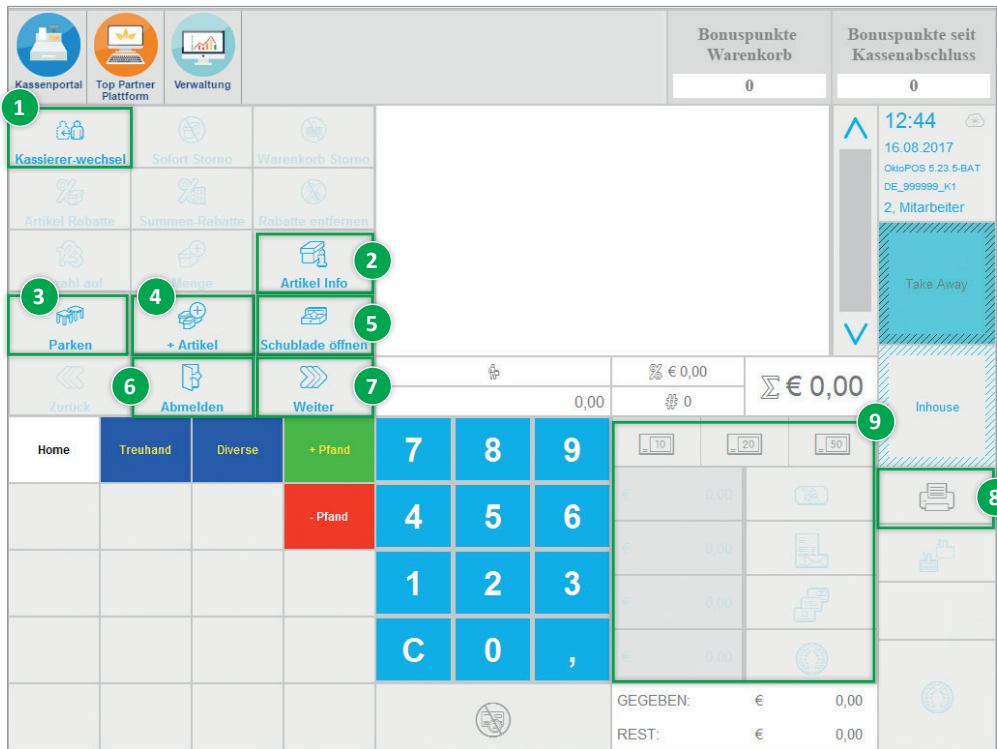 Kassenportal
Top Partner
Plattform
Verwaltung
Bonuspunkte
Warenkorb
0
Bonuspunkte seit
Kassenabschluss
0
1
Kassierer-wechsel
Sofort Storno
Warenkorb Storno
Artikel Rabatte
Summen-Rabatte
Rabatte entfernen
auf
Menge
2
Artikel Info
3
Parken
4
+ Artikel
5
Schublade öffnen
Zurück
6
Abmelden
7
Weiter
12:44
16.08.2017
OktoPOS 5.23.5-BAT
DE_999999_K1
2, Mitarbeiter
Take Away
Inhouse
0,00
% € 0,00
# 0
∑ € 0,00
8
9
Home
Treuhand
Diverse
+ Pfand
- Pfand
7 8 9
4 5 6
1 2 3
C 0 ,
10 20 50
€ 0,00
€ 0,00
€ 0,00
€ 0,00
GEGEBEN: € 0,00
REST: € 0,00